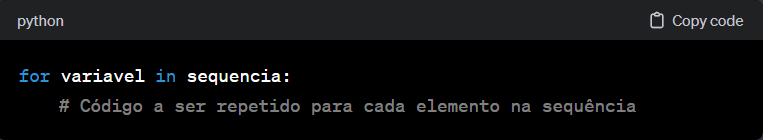 python
Copy code
for variavel in sequencia:
# Código a ser repetido para cada elemento na sequência